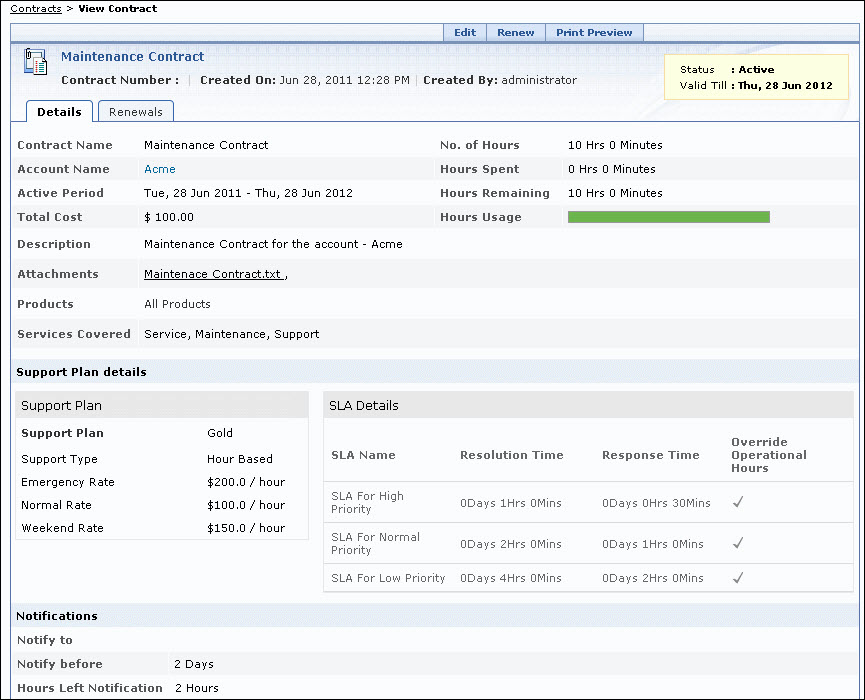 Contracts > View Contract
Edit Renew Print Preview
Maintenance Contract
Contract Number : Created On: Jun 28, 2011 12:28 PM Created By: administrator
Status : Active
Valid Till : Thu, 28 Jun 2012
Details Renewals
Contract Name Maintenance Contract No. of Hours 10 Hrs 0 Minutes
Account Name Acme Hours Spent 0 Hrs 0 Minutes
Active Period Tue, 28 Jun 2011 - Thu, 28 Jun 2012 Hours Remaining 10 Hrs 0 Minutes
Total Cost $ 100.00 Hours Usage
Description Maintenance Contract for the account - Acme
Attachments Maintenace Contract.txt ,
Products All Products
Services Covered Service, Maintenance, Support
Support Plan details
Support Plan
Support Plan Gold
Support Type Hour Based
Emergency Rate $200.0 / hour
Normal Rate $100.0 / hour
Weekend Rate $150.0 / hour
SLA Details
SLA Name Resolution Time Response Time Override
Operational
Hours
SLA For High
Priority 0Days 1Hrs 0Mins 0Days 0Hrs 30Mins ✓
SLA For Normal
Priority 0Days 2Hrs 0Mins 0Days 1Hrs 0Mins ✓
SLA For Low Priority 0Days 4Hrs 0Mins 0Days 2Hrs 0Mins ✓
Notifications
Notify to
Notify before 2 Days
Hours Left Notification 2 Hours